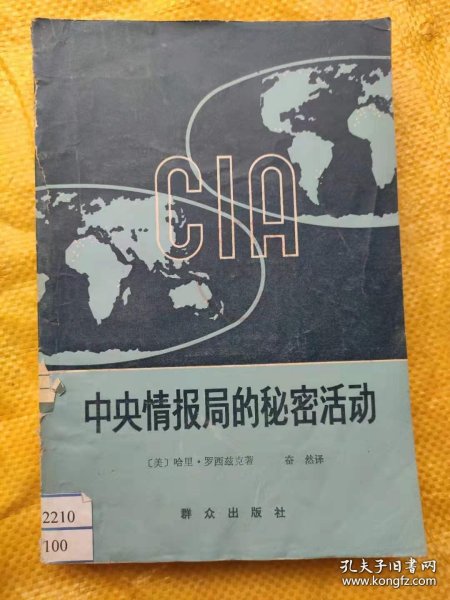 CIA
中央情报局的秘密活动
〔美〕哈里·罗西兹克著 奋然译
群众出版社
2210
100
孔夫子旧书网
www.kongfz.com